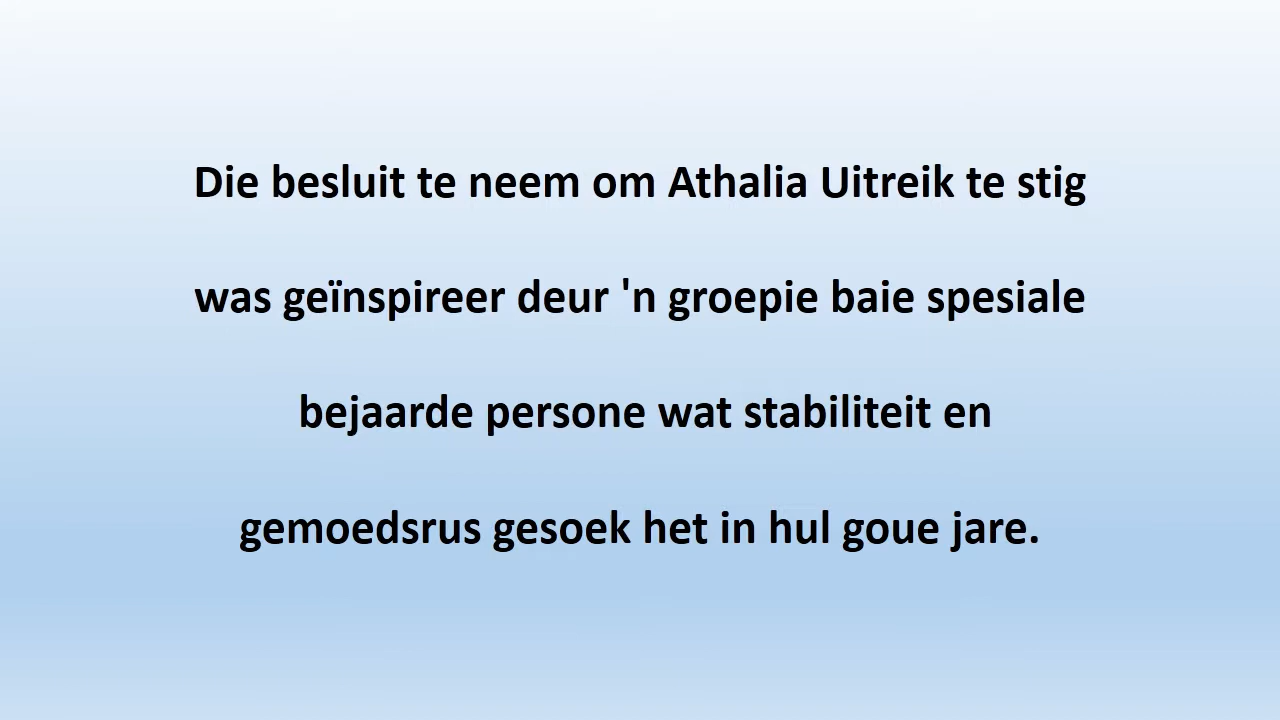 Die besluit te neem om Athalia Uitreik te stig
was geïnspireer deur 'n groepie baie spesiale
bejaarde persone wat stabiliteit en
gemoedsrus gesoek het in hul goue jare.